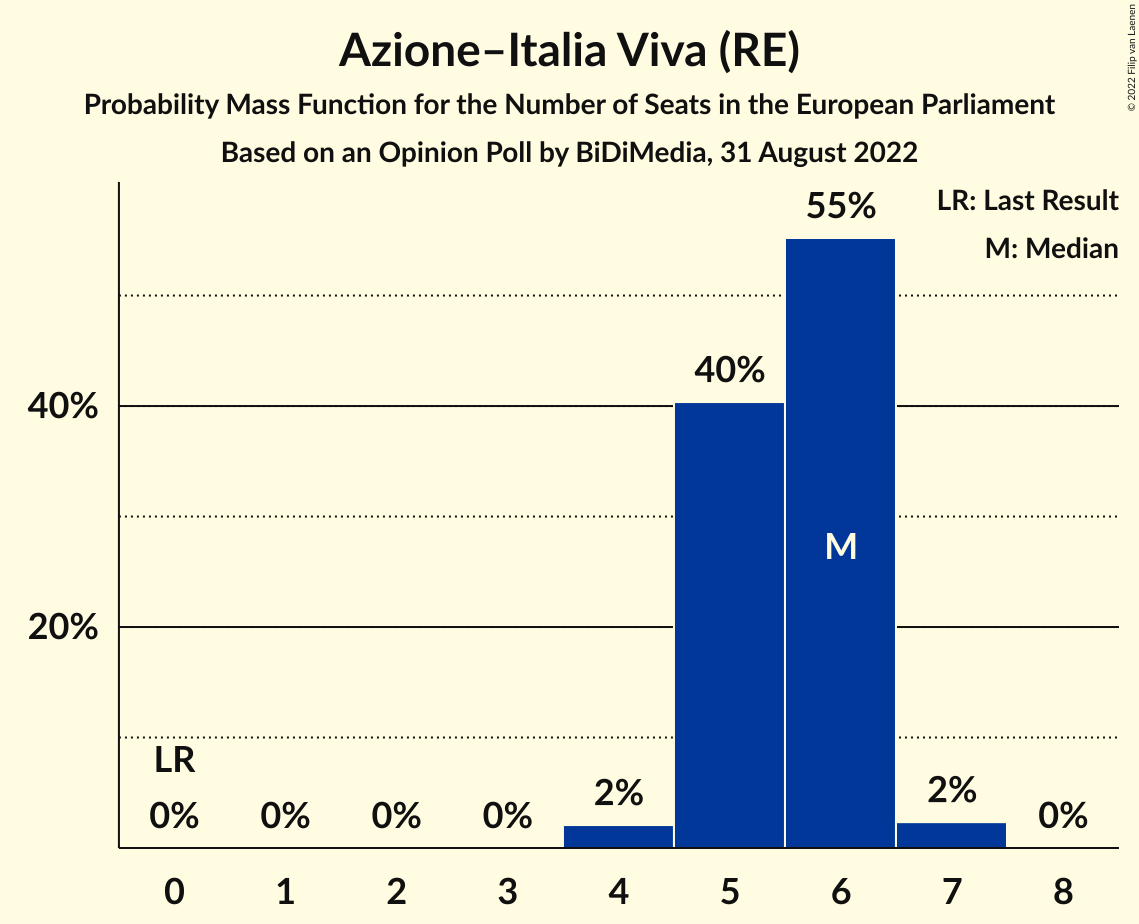 Azione–Italia Viva (RE)
Probability Mass Function for the Number of Seats in the European Parliament
Based on an Opinion Poll by BiDiMedia, 31 August 2022
© 2022 Filip van Laenen
LR: Last Result
M: Median
55%
40%
40%
M
20%
LR
0%
0%
0%
0%
2%
2%
0%
0
1
2
3
4
5
6
7
8